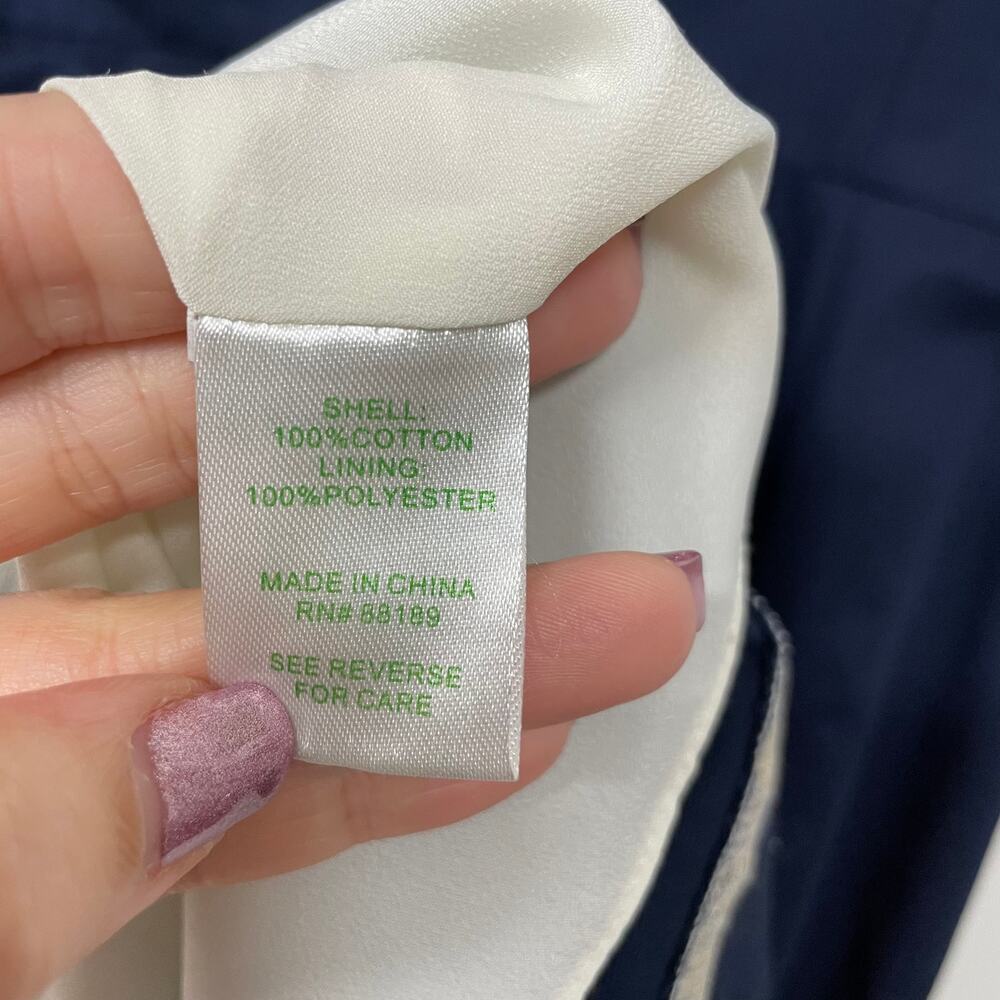 SHELL:
100%COTTON
LINING:
100%POLYESTER
MADE IN CHINA
RN# 88189
SEE REVERSE
FOR CARE